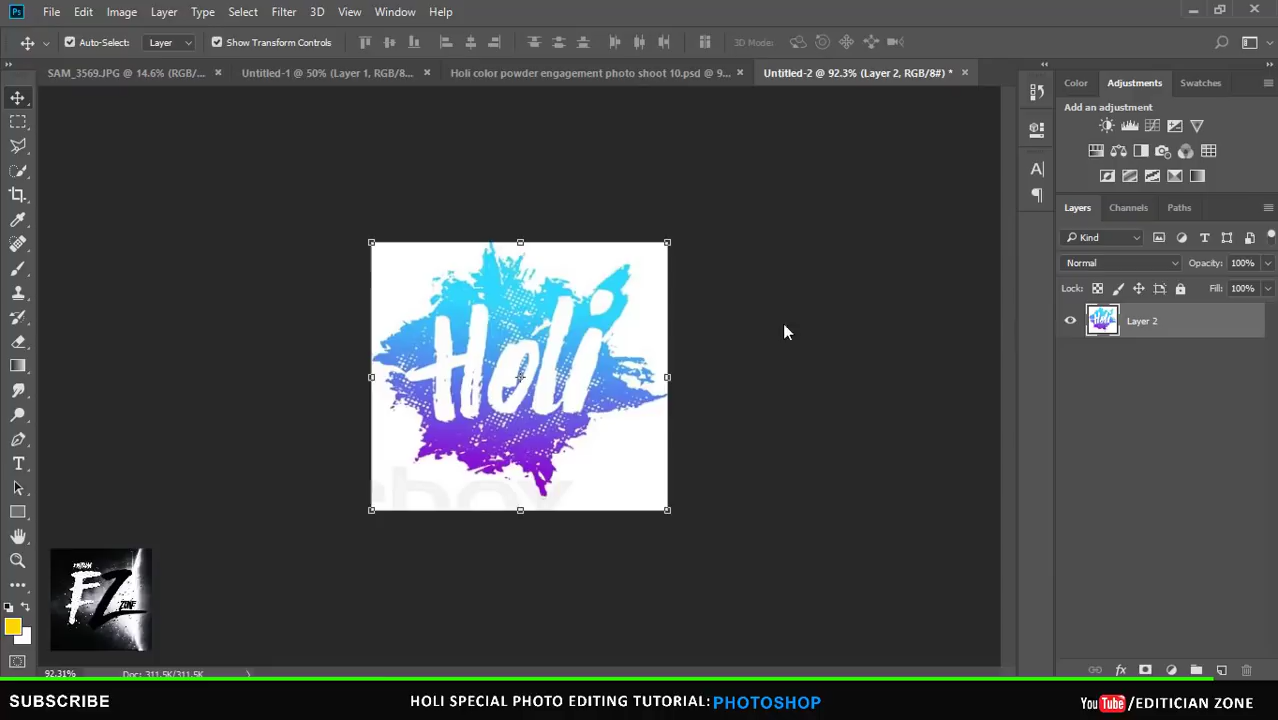 Ps File Edit Image Layer Type Select Filter 3D View Window Help
Auto-Select: Layer Show Transform Controls 3D Mode:
SAM_3569.JPG @ 14.6% (RGB/... × Untitled-1 @ 50% (Layer 1, RGB/8... × Holi color powder engagement photo shoot 10.psd @ 9... × Untitled-2 @ 92.3% (Layer 2, RGB/8#) * ×
Color Adjustments Swatches
Add an adjustment
Layers Channels Paths
Kind
Normal Opacity: 100%
Lock: Fill: 100%
Layer 2
Holi
box
FZ
ZONE
92.31% Doc: 311.5K/311.5K
SUBSCRIBE HOLI SPECIAL PHOTO EDITING TUTORIAL:PHOTOSHOP YouTube/EDITICIAN ZONE